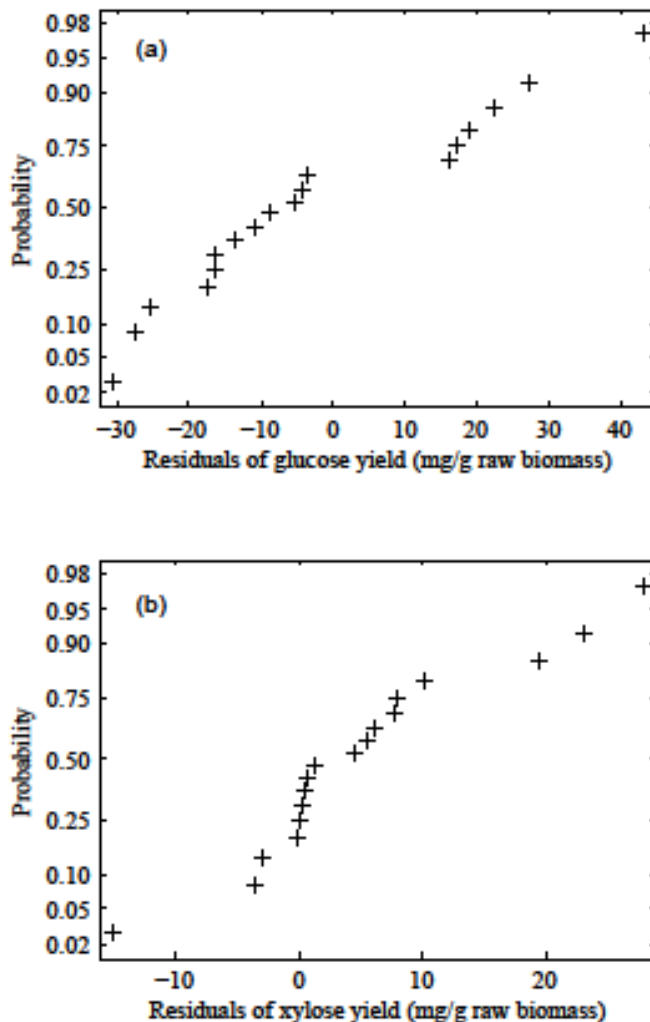 (a)
Probability
0.98
0.95
0.90
0.75
0.50
0.25
0.10
0.05
0.02
−30 −20 −10 0 10 20 30 40
Residuals of glucose yield (mg/g raw biomass)
(b)
Probability
0.98
0.95
0.90
0.75
0.50
0.25
0.10
0.05
0.02
−10 0 10 20
Residuals of xylose yield (mg/g raw biomass)